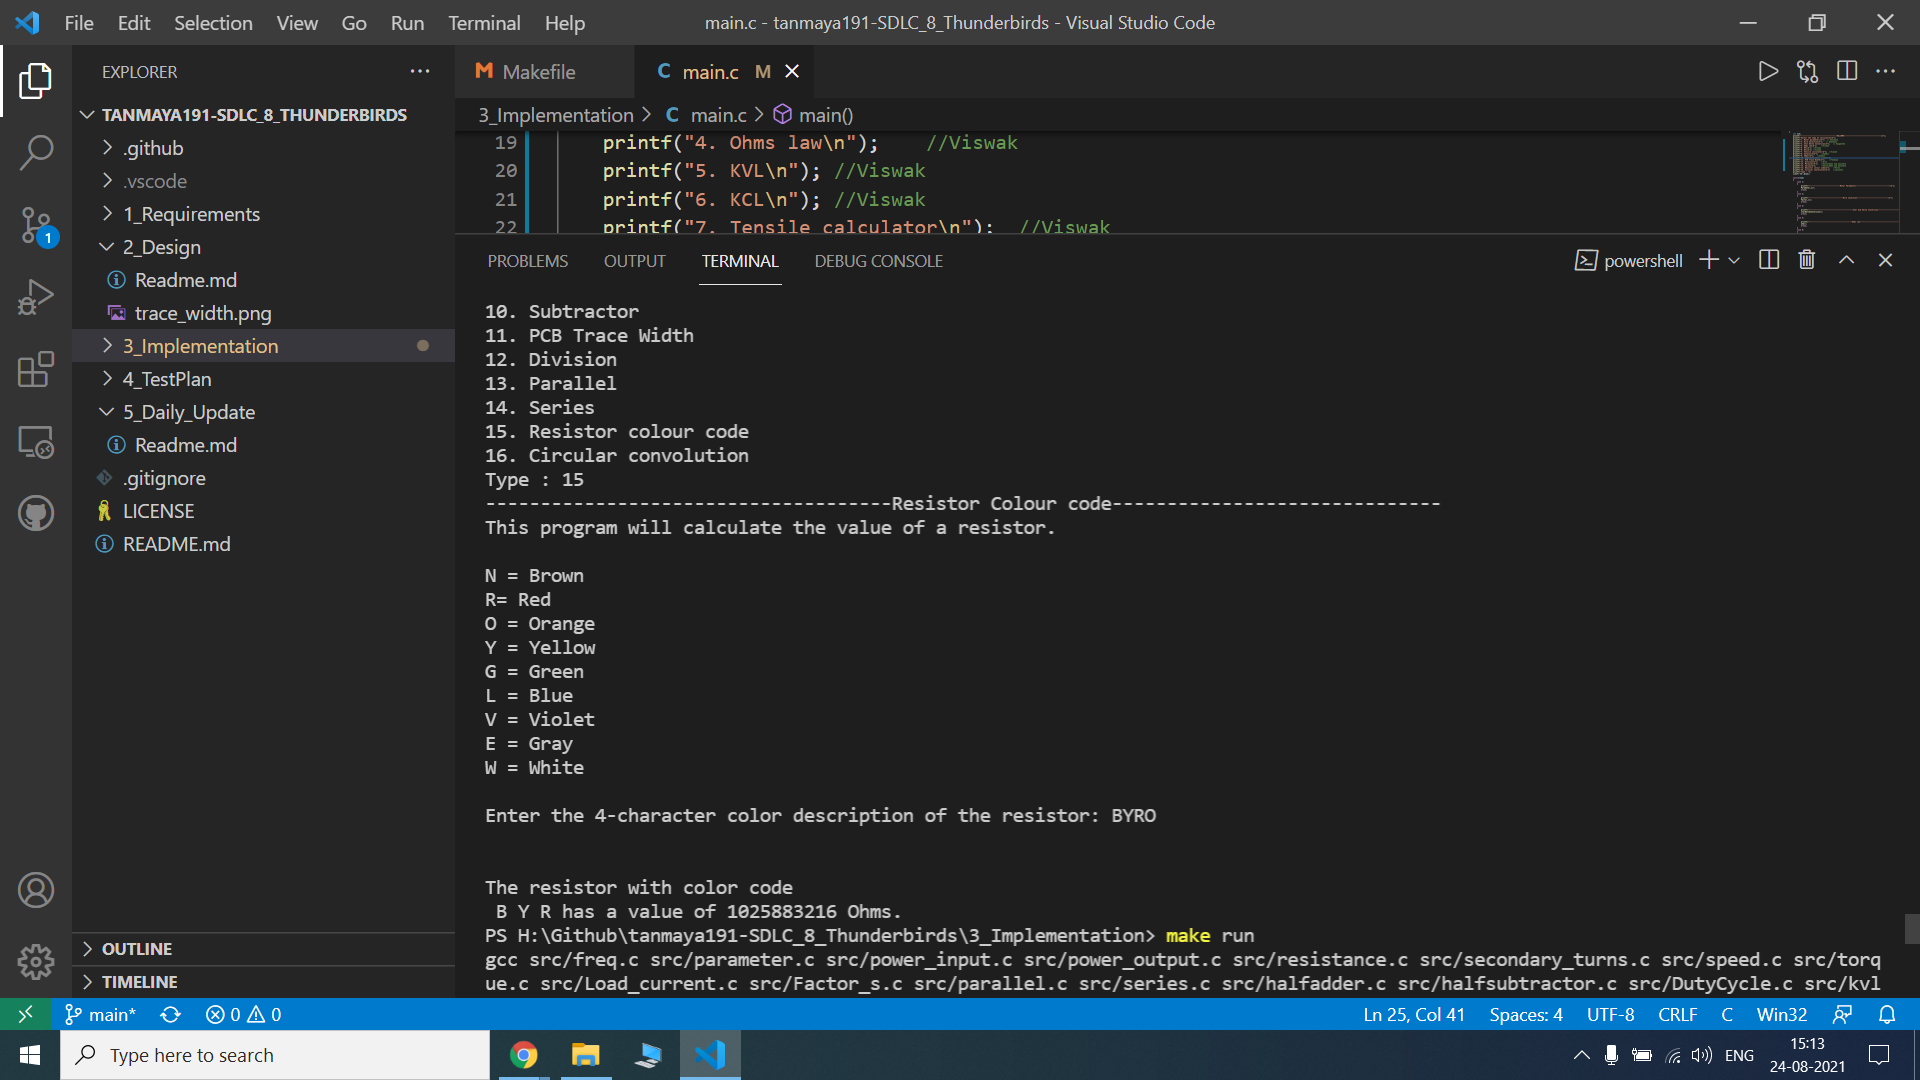 File Edit Selection View Go Run Terminal Help
main.c - tanmaya191-SDLC_8_Thunderbirds - Visual Studio Code
EXPLORER
TANMAYA191-SDLC_8_THUNDERBIRDS
.github
.vscode
1_Requirements
2_Design
Readme.md
trace_width.png
3_Implementation
4_TestPlan
5_Daily_Update
Readme.md
.gitignore
LICENSE
README.md
OUTLINE
TIMELINE
1
M Makefile
C main.c M
3_Implementation > C main.c > main()
19 printf("4. Ohms law\n"); //Viswak
20 printf("5. KVL\n"); //Viswak
21 printf("6. KCL\n"); //Viswak
22 printf("7. Tensile calculator\n"); //Viswak
PROBLEMS OUTPUT TERMINAL DEBUG CONSOLE
powershell
10. Subtractor
11. PCB Trace Width
12. Division
13. Parallel
14. Series
15. Resistor colour code
16. Circular convolution
Type : 15
-------------------------------------Resistor Colour code------------------------------
This program will calculate the value of a resistor.
N = Brown
R= Red
O = Orange
Y = Yellow
G = Green
L = Blue
V = Violet
E = Gray
W = White
Enter the 4-character color description of the resistor: BYRO
The resistor with color code
B Y R has a value of 1025883216 Ohms.
PS H:\Github\tanmaya191-SDLC_8_Thunderbirds\3_Implementation> make run
gcc src/freq.c src/parameter.c src/power_input.c src/power_output.c src/resistance.c src/secondary_turns.c src/speed.c src/torq
ue.c src/Load_current.c src/Factor_s.c src/parallel.c src/series.c src/halfadder.c src/halfsubtractor.c src/DutyCycle.c src/kvl
main* 0 0
Ln 25, Col 41 Spaces: 4 UTF-8 CRLF C Win32
Type here to search
ENG
15:13
24-08-2021